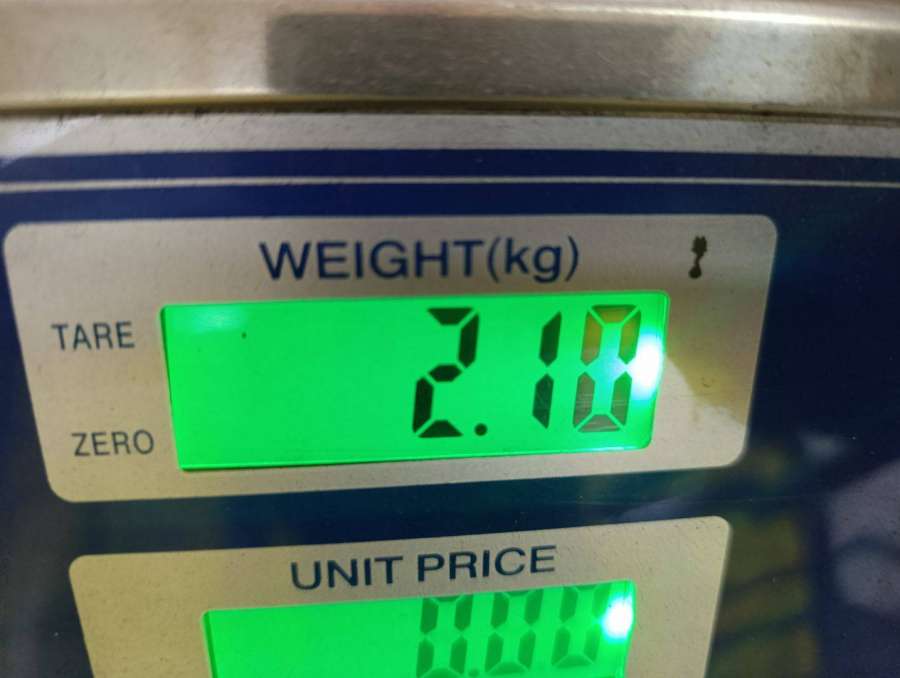 WEIGHT(kg)
TARE
2.10
ZERO
UNIT PRICE
0.00